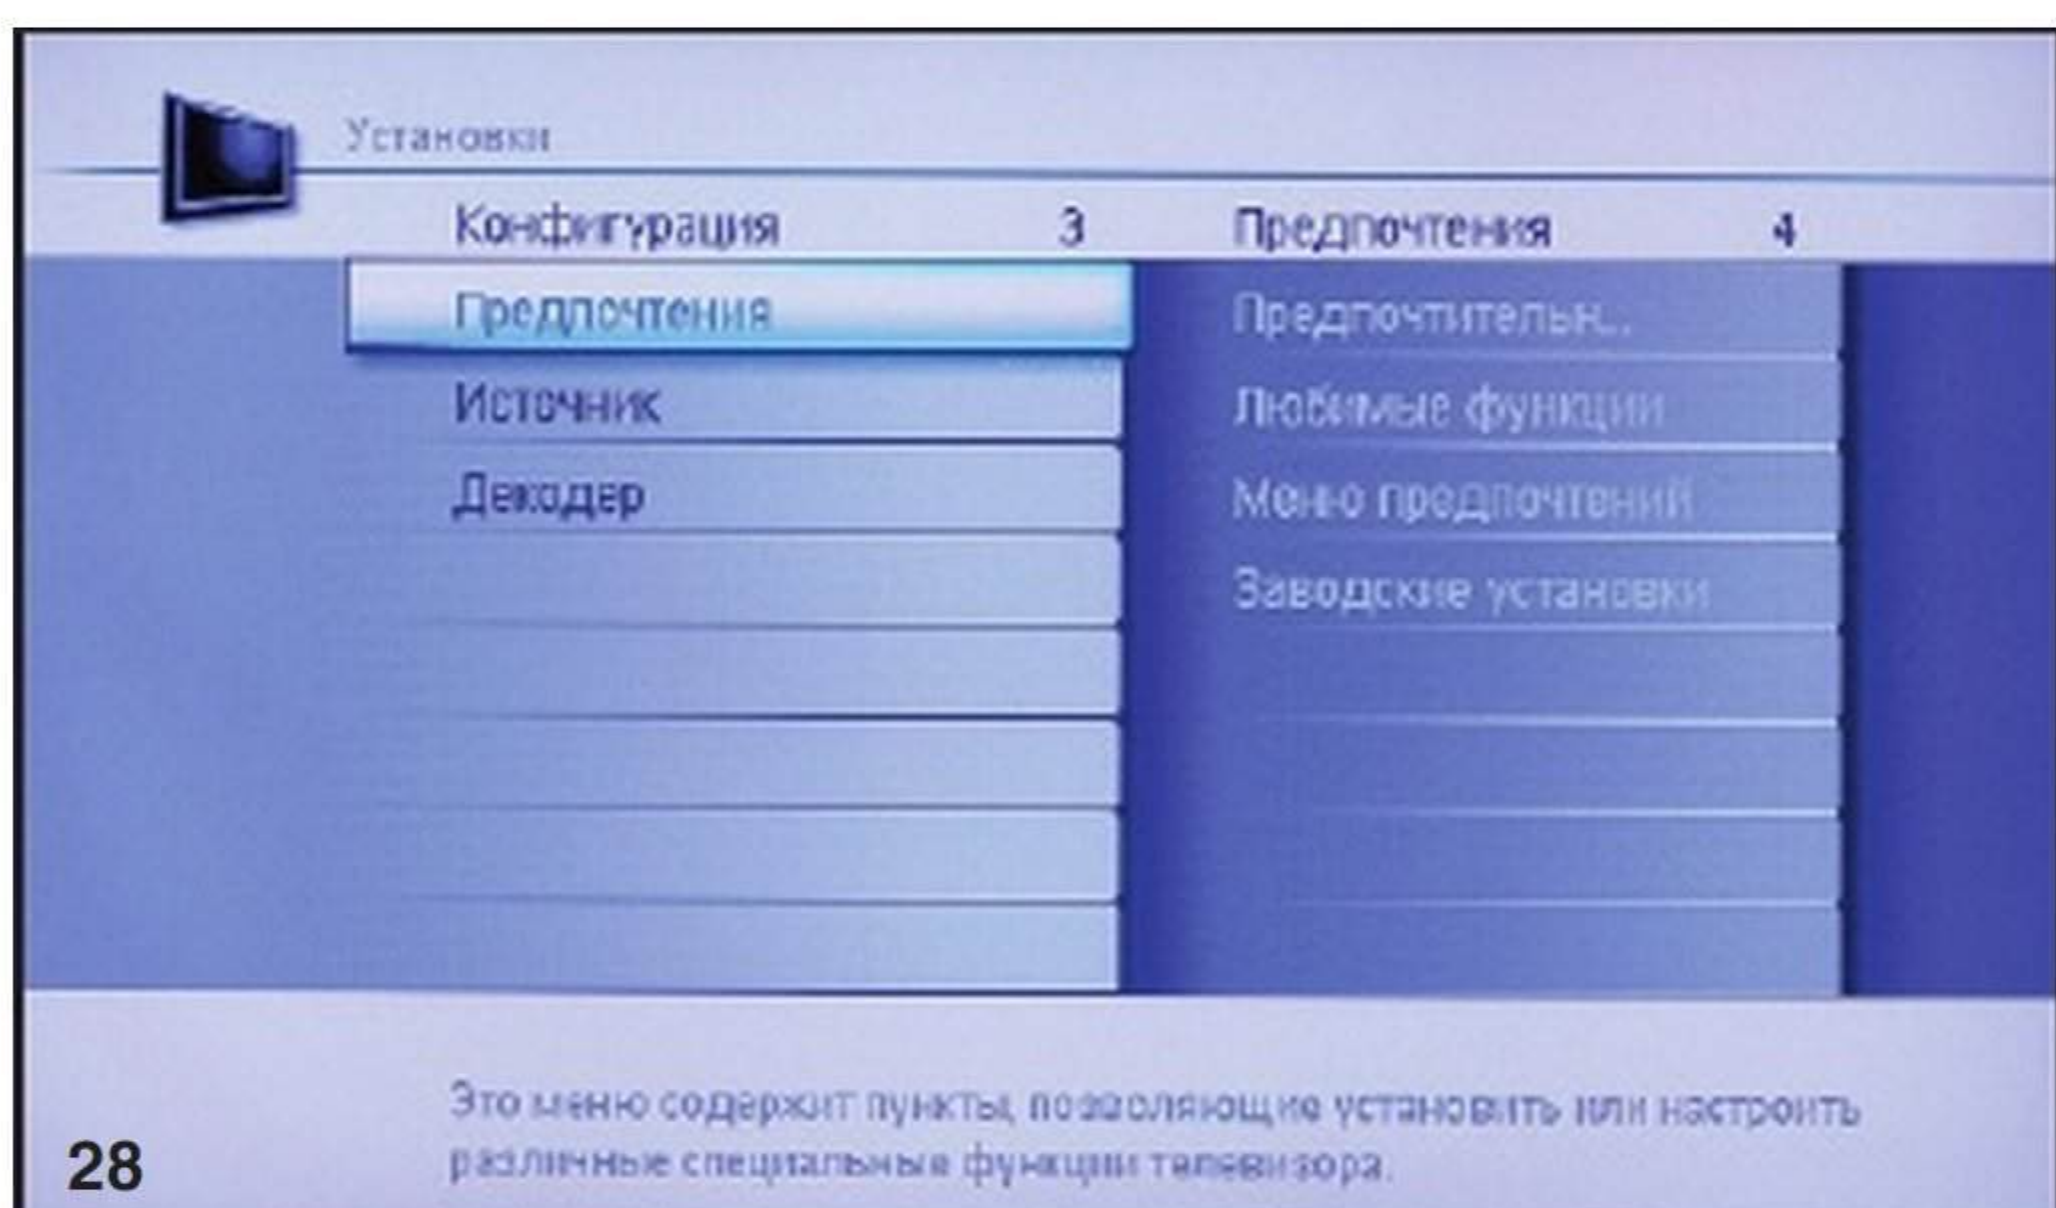 Установки
Конфигурация 3 Предпочтения 4
Предпочтения Предпочтительн...
Источник Любимые функции
Декодер Меню предпочтений
Заводские установки
Это меню содержит пункты, позволяющие установить или настроить
различные специальные функции телевизора.
28